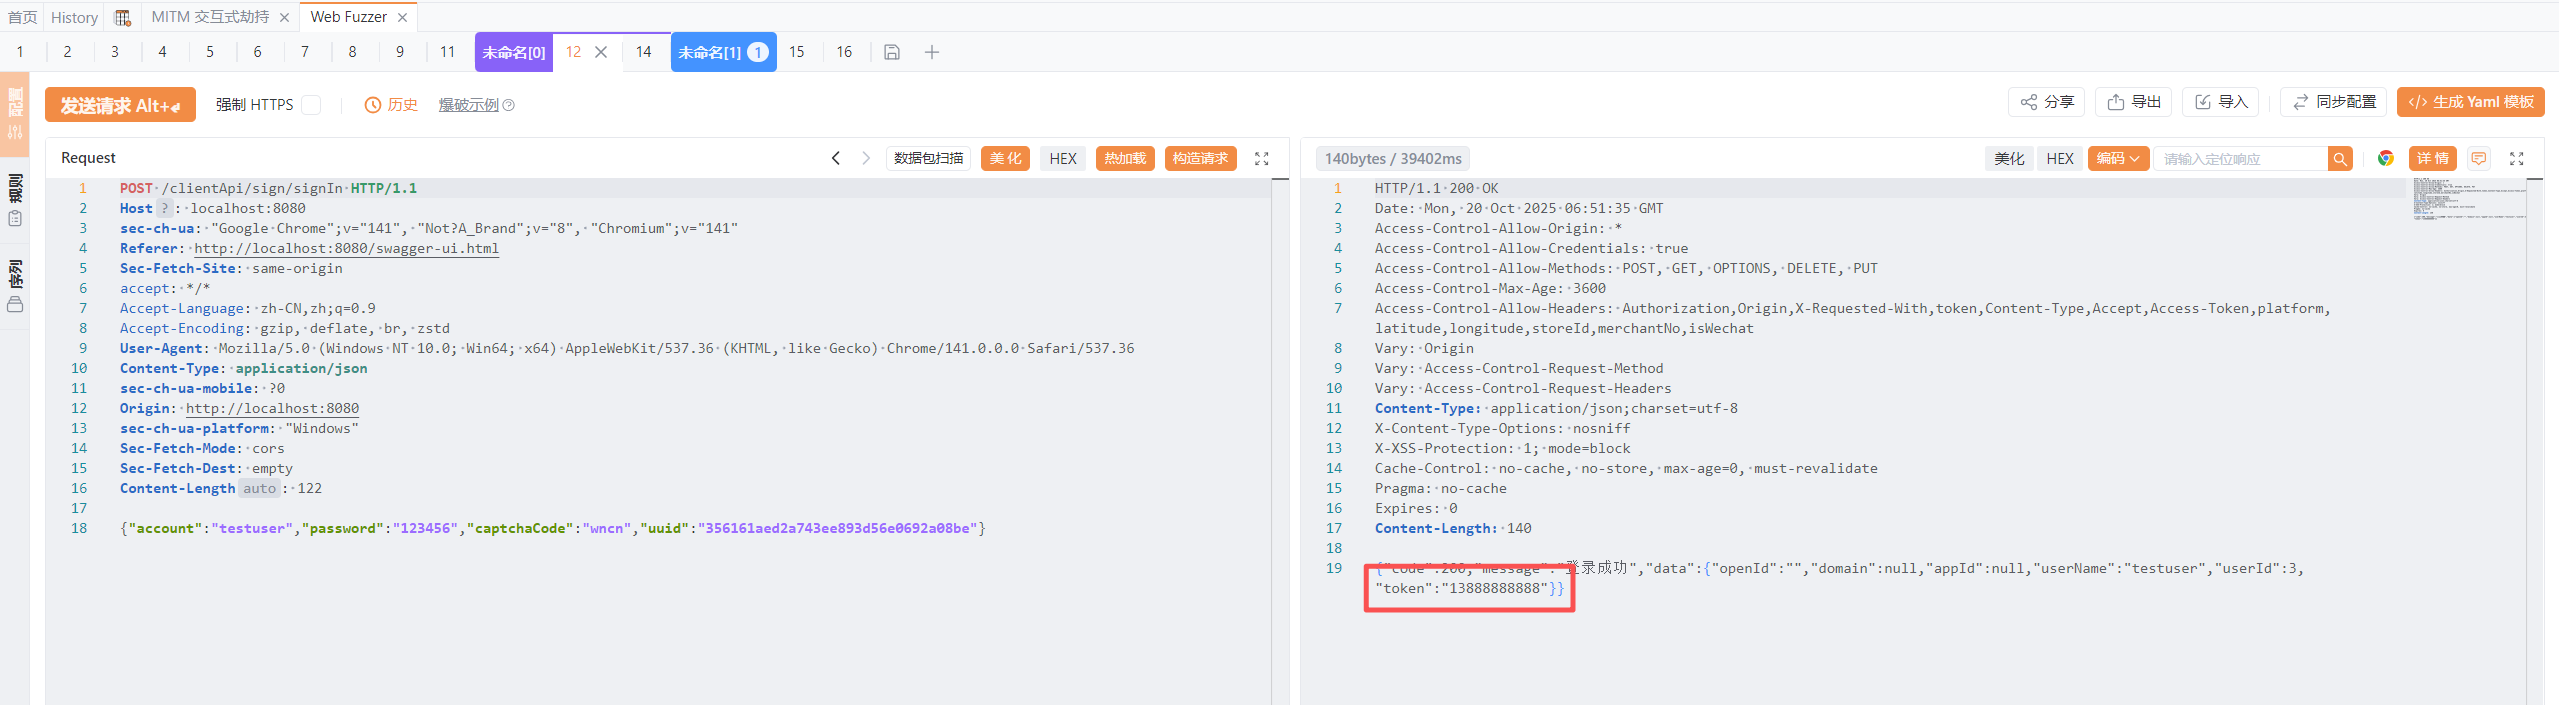 首页 History MITM 交互式劫持 × Web Fuzzer ×
1 2 3 4 5 6 7 8 9 11 未命名[0] 12 × 14 未命名[1] 1 15 16
配置
规则
序列
发送请求 Alt+ 强制 HTTPS 历史 爆破示例
分享 导出 导入 同步配置 </> 生成 Yaml 模板
Request 数据包扫描 美化 HEX 热加载 构造请求
1 POST /clientApi/sign/signIn HTTP/1.1
2 Host ? : localhost:8080
3 sec-ch-ua: "Google Chrome";v="141", "Not?A_Brand";v="8", "Chromium";v="141"
4 Referer: http://localhost:8080/swagger-ui.html
5 Sec-Fetch-Site: same-origin
6 accept: */*
7 Accept-Language: zh-CN,zh;q=0.9
8 Accept-Encoding: gzip, deflate, br, zstd
9 User-Agent: Mozilla/5.0 (Windows NT 10.0; Win64; x64) AppleWebKit/537.36 (KHTML, like Gecko) Chrome/141.0.0.0 Safari/537.36
10 Content-Type: application/json
11 sec-ch-ua-mobile: ?0
12 Origin: http://localhost:8080
13 sec-ch-ua-platform: "Windows"
14 Sec-Fetch-Mode: cors
15 Sec-Fetch-Dest: empty
16 Content-Length auto : 122
17
18 {"account":"testuser","password":"123456","captchaCode":"wncn","uuid":"356161aed2a743ee893d56e0692a08be"}
140bytes / 39402ms 美化 HEX 编码 请输入定位响应 详情
1 HTTP/1.1 200 OK
2 Date: Mon, 20 Oct 2025 06:51:35 GMT
3 Access-Control-Allow-Origin: *
4 Access-Control-Allow-Credentials: true
5 Access-Control-Allow-Methods: POST, GET, OPTIONS, DELETE, PUT
6 Access-Control-Max-Age: 3600
7 Access-Control-Allow-Headers: Authorization,Origin,X-Requested-With,token,Content-Type,Accept,Access-Token,platform,
latitude,longitude,storeId,merchantNo,isWechat
8 Vary: Origin
9 Vary: Access-Control-Request-Method
10 Vary: Access-Control-Request-Headers
11 Content-Type: application/json;charset=utf-8
12 X-Content-Type-Options: nosniff
13 X-XSS-Protection: 1; mode=block
14 Cache-Control: no-cache, no-store, max-age=0, must-revalidate
15 Pragma: no-cache
16 Expires: 0
17 Content-Length: 140
18
19 {"code":200,"message":"登录成功","data":{"openId":"","domain":null,"appId":null,"userName":"testuser","userId":3,
"token":"13888888888"}}